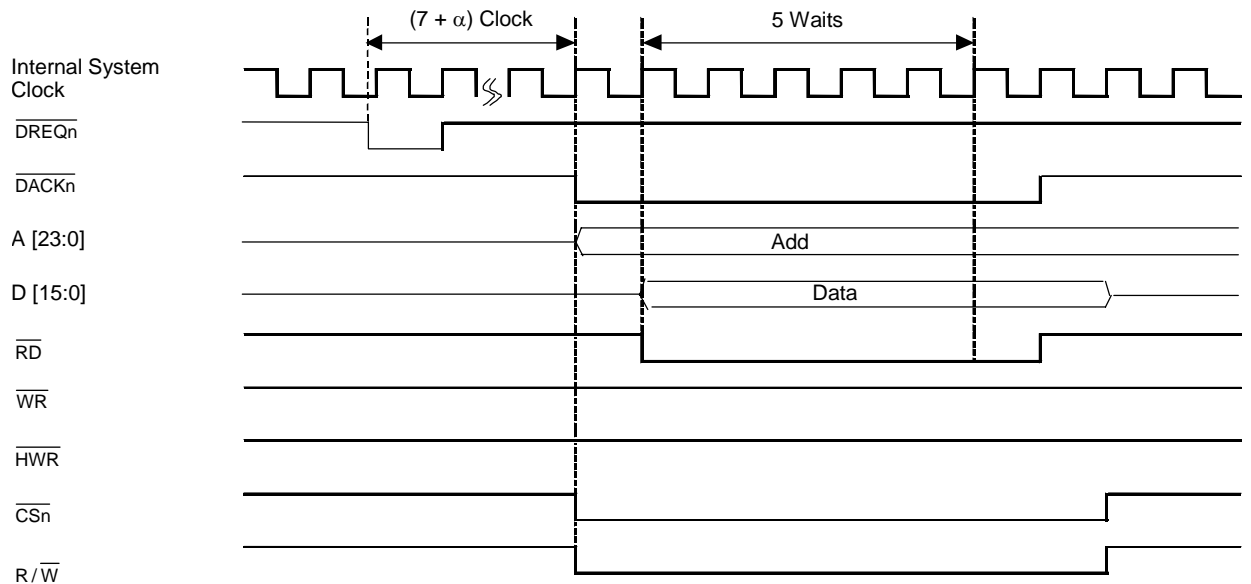 (7 + α) Clock
5 Waits
Internal System
Clock
DREQn
DACKn
A [23:0]
Add
D [15:0]
Data
RD
WR
HWR
CSn
R/W